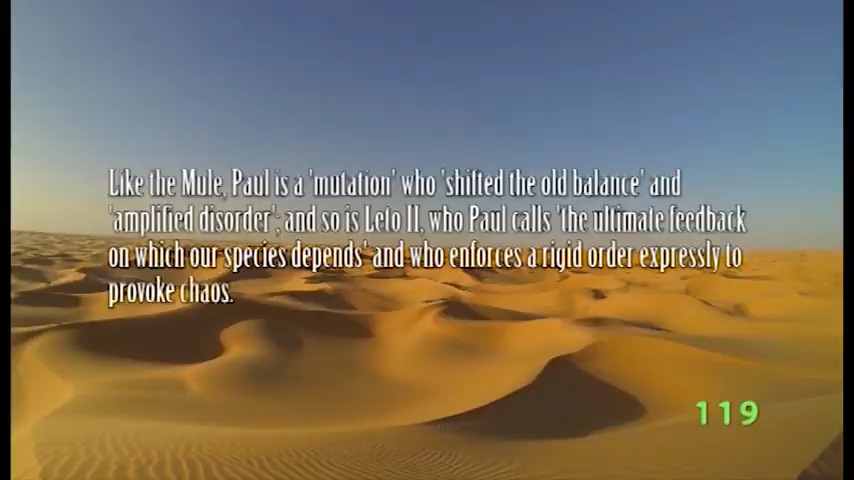 Like the Mule, Paul is a 'mutation' who 'shifted the old balance' and
'amplified disorder'; and so is Leto II, who Paul calls 'the ultimate feedback
on which our species depends' and who enforces a rigid order expressly to
provoke chaos.
119